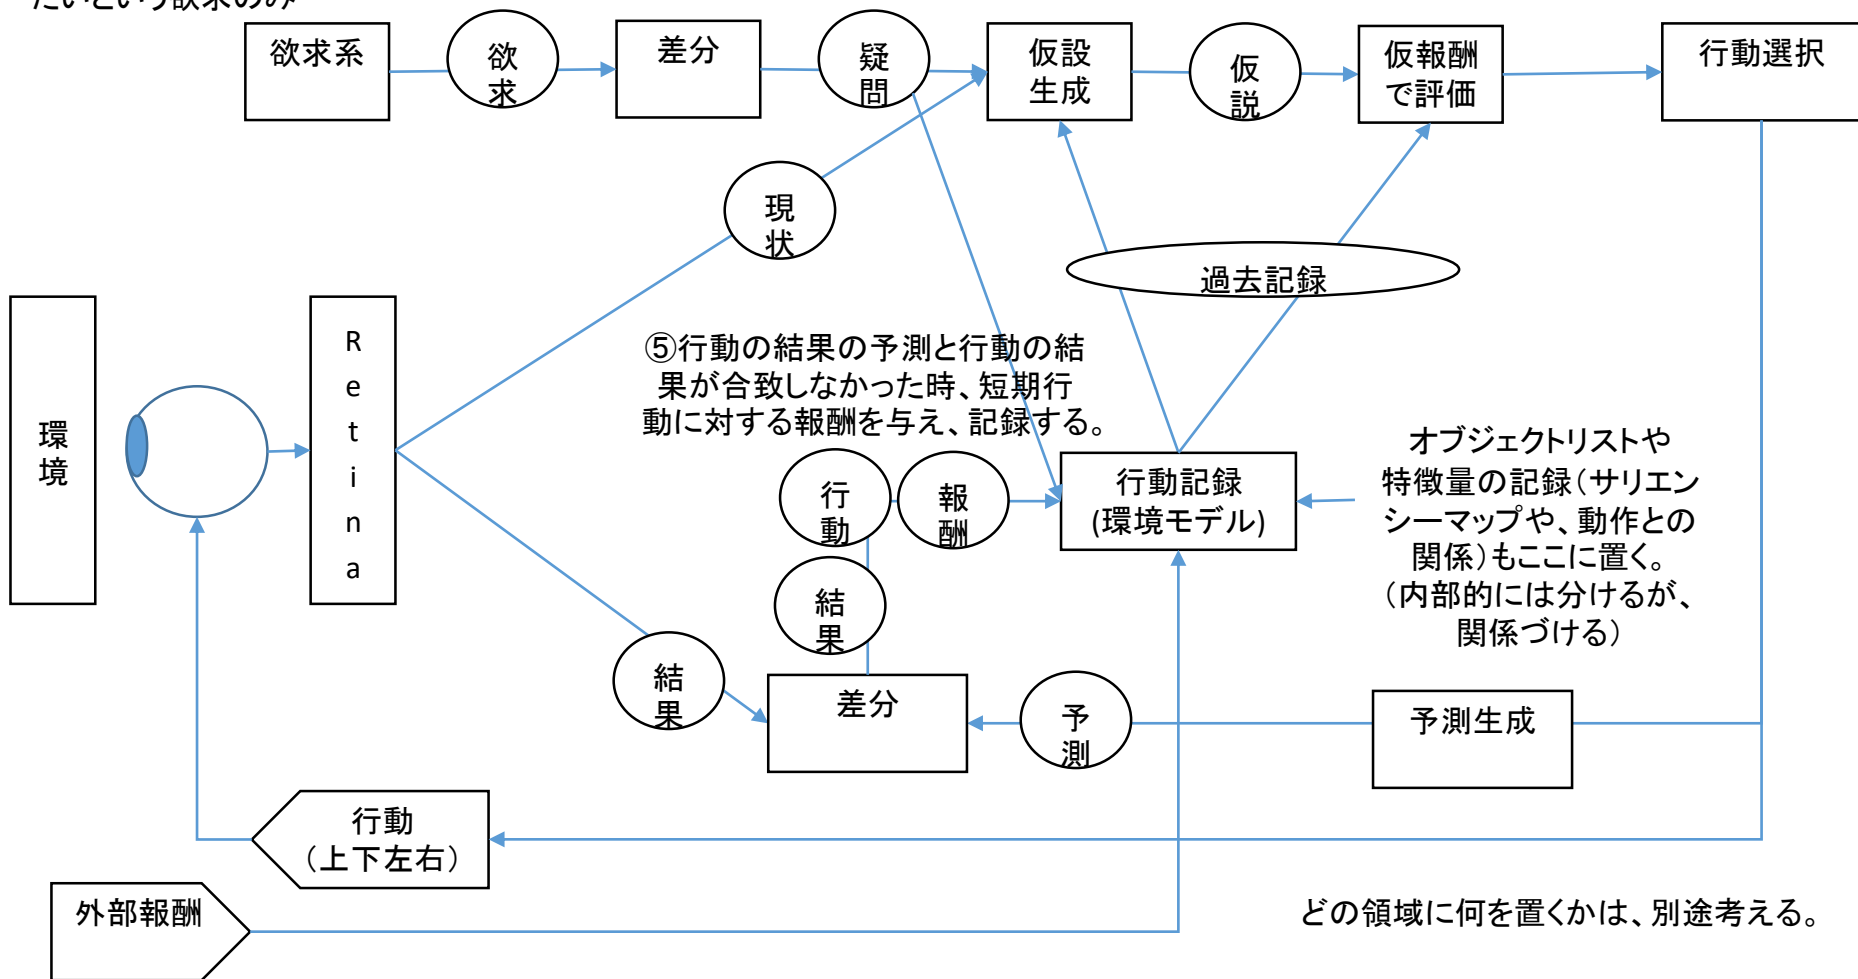 たいという欲求のみ
欲求系
欲
求
差分
疑
問
仮設
生成
仮
説
仮報酬
で評価
行動選択
現
状
過去記録
環
境
R
e
t
i
n
a
⑤行動の結果の予測と行動の結
果が合致しなかった時、短期行
動に対する報酬を与え、記録する。
行
動
報
酬
行動記録
(環境モデル)
オブジェクトリストや
特徴量の記録（サリエン
シーマップや、動作との
関係）もここに置く。
（内部的には分けるが、
関係づける）
結
果
結
果
差分
予
測
予測生成
行動
（上下左右）
外部報酬
どの領域に何を置くかは、別途考える。